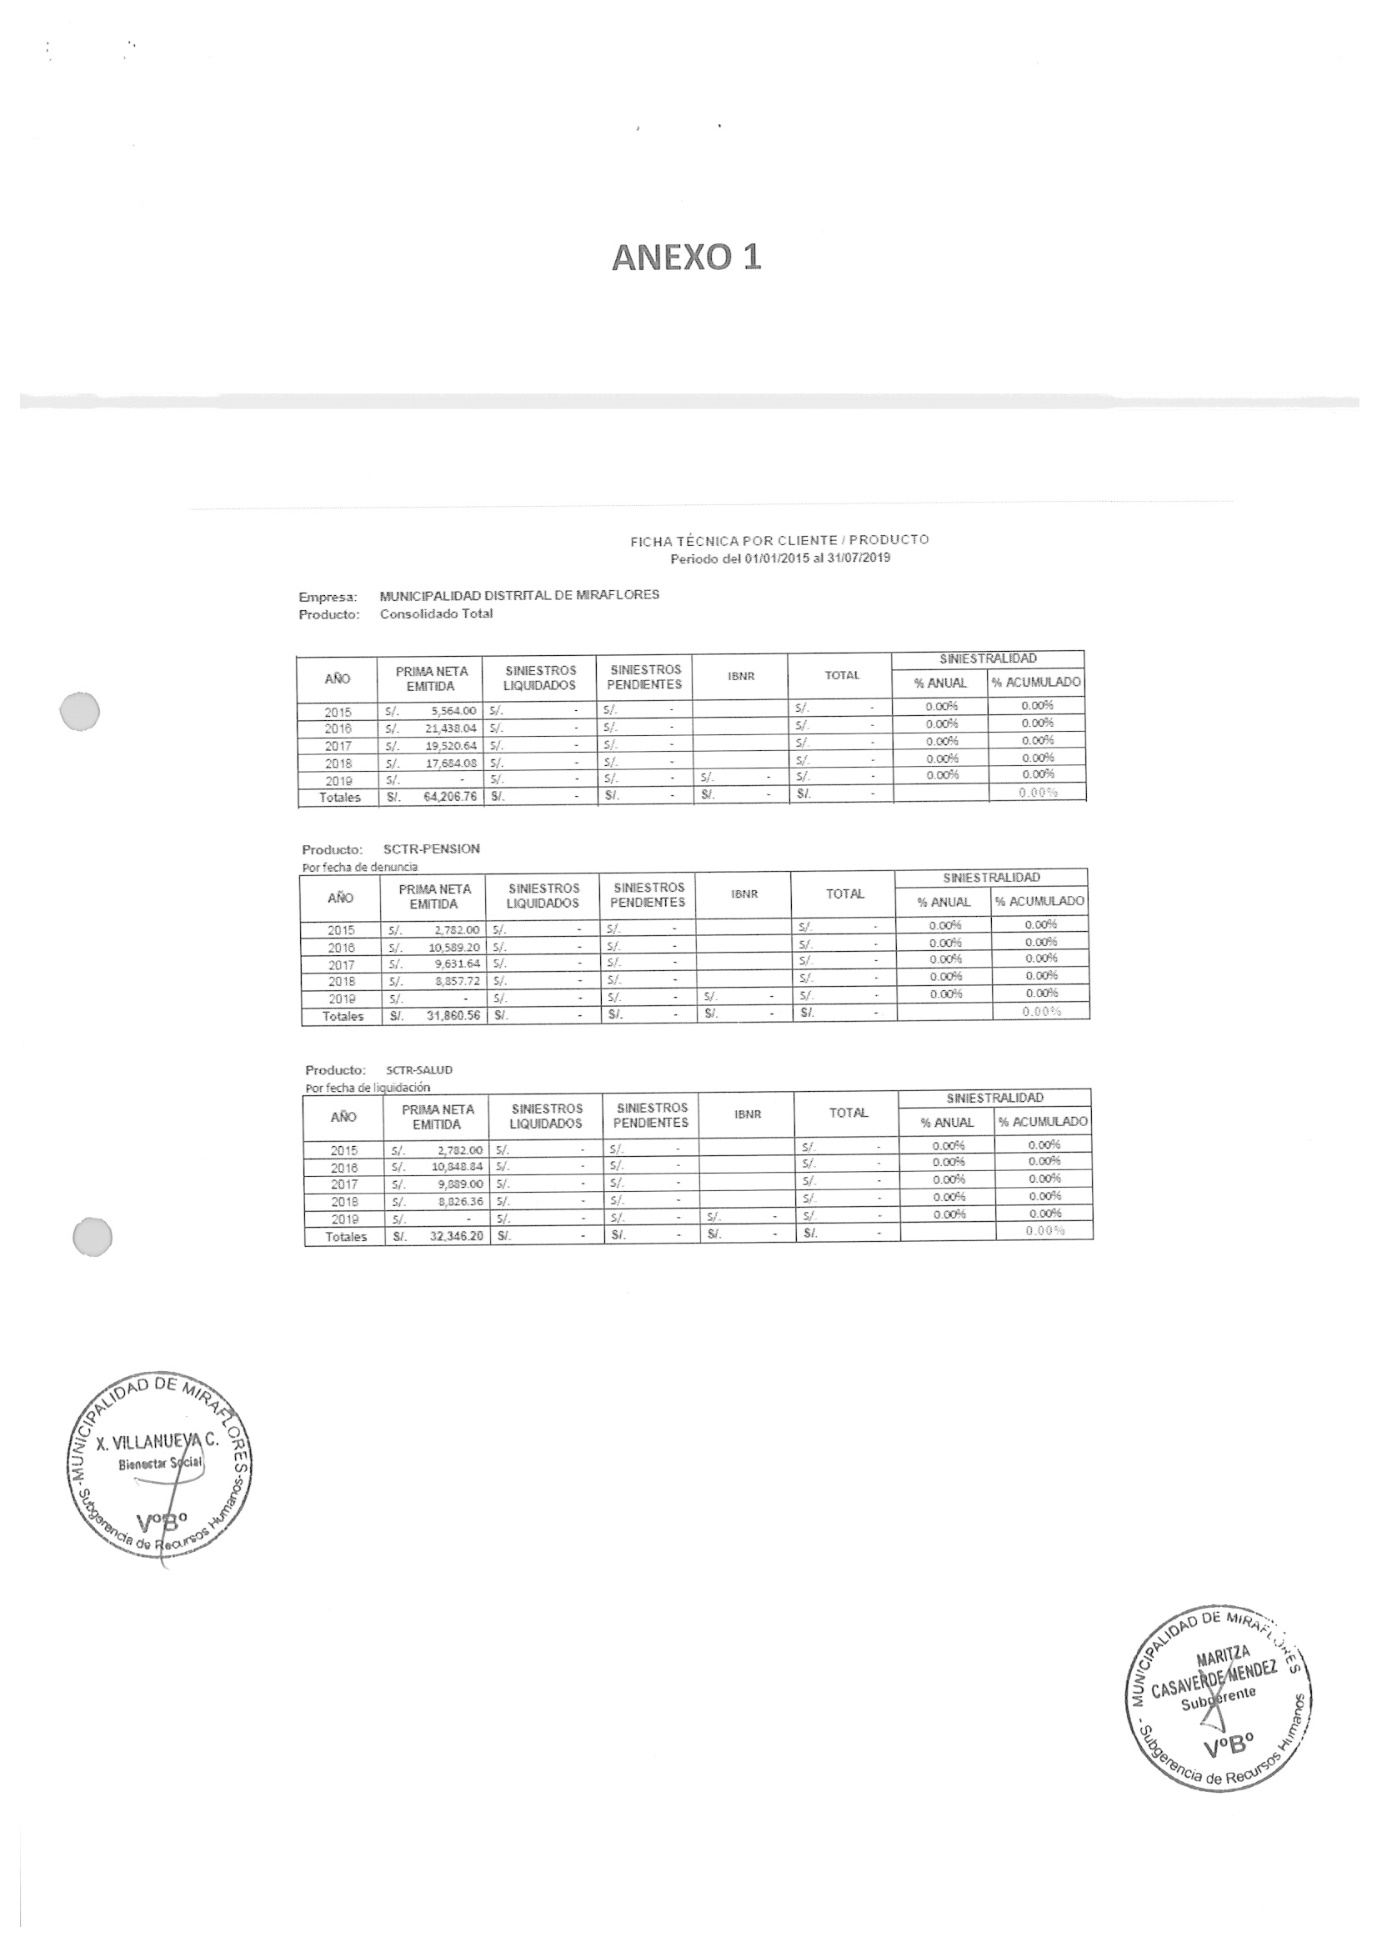 ANEXO 1
FICHA TÉCNICA POR CLIENTE / PRODUCTO
Periodo del 01/01/2015 al 31/07/2019
Empresa: MUNICIPALIDAD DISTRITAL DE MIRAFLORES
Producto: Consolidado Total
AÑO PRIMA NETA EMITIDA SINIESTROS LIQUIDADOS SINIESTROS PENDIENTES IBNR TOTAL SINIESTRALIDAD
% ANUAL % ACUMULADO
2015 S/. 5,564.00 S/. - S/. - S/. - 0.00% 0.00%
2016 S/. 21,438.04 S/. - S/. - S/. - 0.00% 0.00%
2017 S/. 19,520.64 S/. - S/. - S/. - 0.00% 0.00%
2018 S/. 17,684.08 S/. - S/. - S/. - 0.00% 0.00%
2019 S/. - S/. - S/. - S/. - S/. - 0.00% 0.00%
Totales S/. 64,206.76 S/. - S/. - S/. - S/. - 0.00%
Producto: SCTR-PENSION
Por fecha de denuncia
AÑO PRIMA NETA EMITIDA SINIESTROS LIQUIDADOS SINIESTROS PENDIENTES IBNR TOTAL SINIESTRALIDAD
% ANUAL % ACUMULADO
2015 S/. 2,782.00 S/. - S/. - S/. - 0.00% 0.00%
2016 S/. 10,589.20 S/. - S/. - S/. - 0.00% 0.00%
2017 S/. 9,631.64 S/. - S/. - S/. - 0.00% 0.00%
2018 S/. 8,857.72 S/. - S/. - S/. - 0.00% 0.00%
2019 S/. - S/. - S/. - S/. - S/. - 0.00% 0.00%
Totales S/. 31,860.56 S/. - S/. - S/. - S/. - 0.00%
Producto: SCTR-SALUD
Por fecha de liquidación
AÑO PRIMA NETA EMITIDA SINIESTROS LIQUIDADOS SINIESTROS PENDIENTES IBNR TOTAL SINIESTRALIDAD
% ANUAL % ACUMULADO
2015 S/. 2,782.00 S/. - S/. - S/. - 0.00% 0.00%
2016 S/. 10,848.84 S/. - S/. - S/. - 0.00% 0.00%
2017 S/. 9,889.00 S/. - S/. - S/. - 0.00% 0.00%
2018 S/. 8,826.36 S/. - S/. - S/. - 0.00% 0.00%
2019 S/. - S/. - S/. - S/. - S/. - 0.00% 0.00%
Totales S/. 32,346.20 S/. - S/. - S/. - S/. - 0.00%
MUNICIPALIDAD DE MIRAFLORES
X. VILLANUEVA C.
Bienestar Social
VºBº
Subgerencia de Recursos Humanos
MUNICIPALIDAD DE MIRAFLORES
MARITZA
CASAVERDE MENDEZ
Subgerente
VºBº
Subgerencia de Recursos Humanos